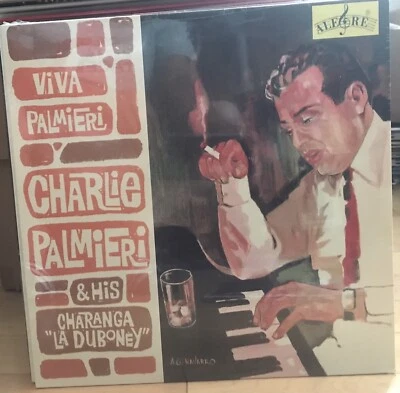 VIVA
PALMIERI
CHARLIE
PALMIERI
& HIS
CHARANGA
"LA DUBONEY"
ALEGRE